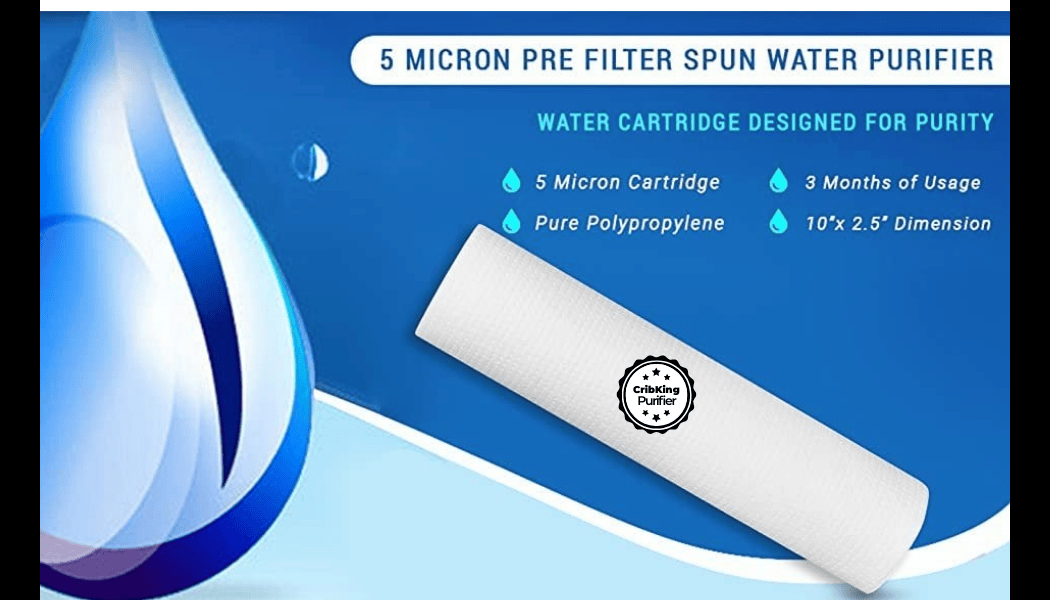 5 MICRON PRE FILTER SPUN WATER PURIFIER
WATER CARTRIDGE DESIGNED FOR PURITY
5 Micron Cartridge
3 Months of Usage
Pure Polypropylene
10"x 2.5" Dimension
CribKing
Purifier